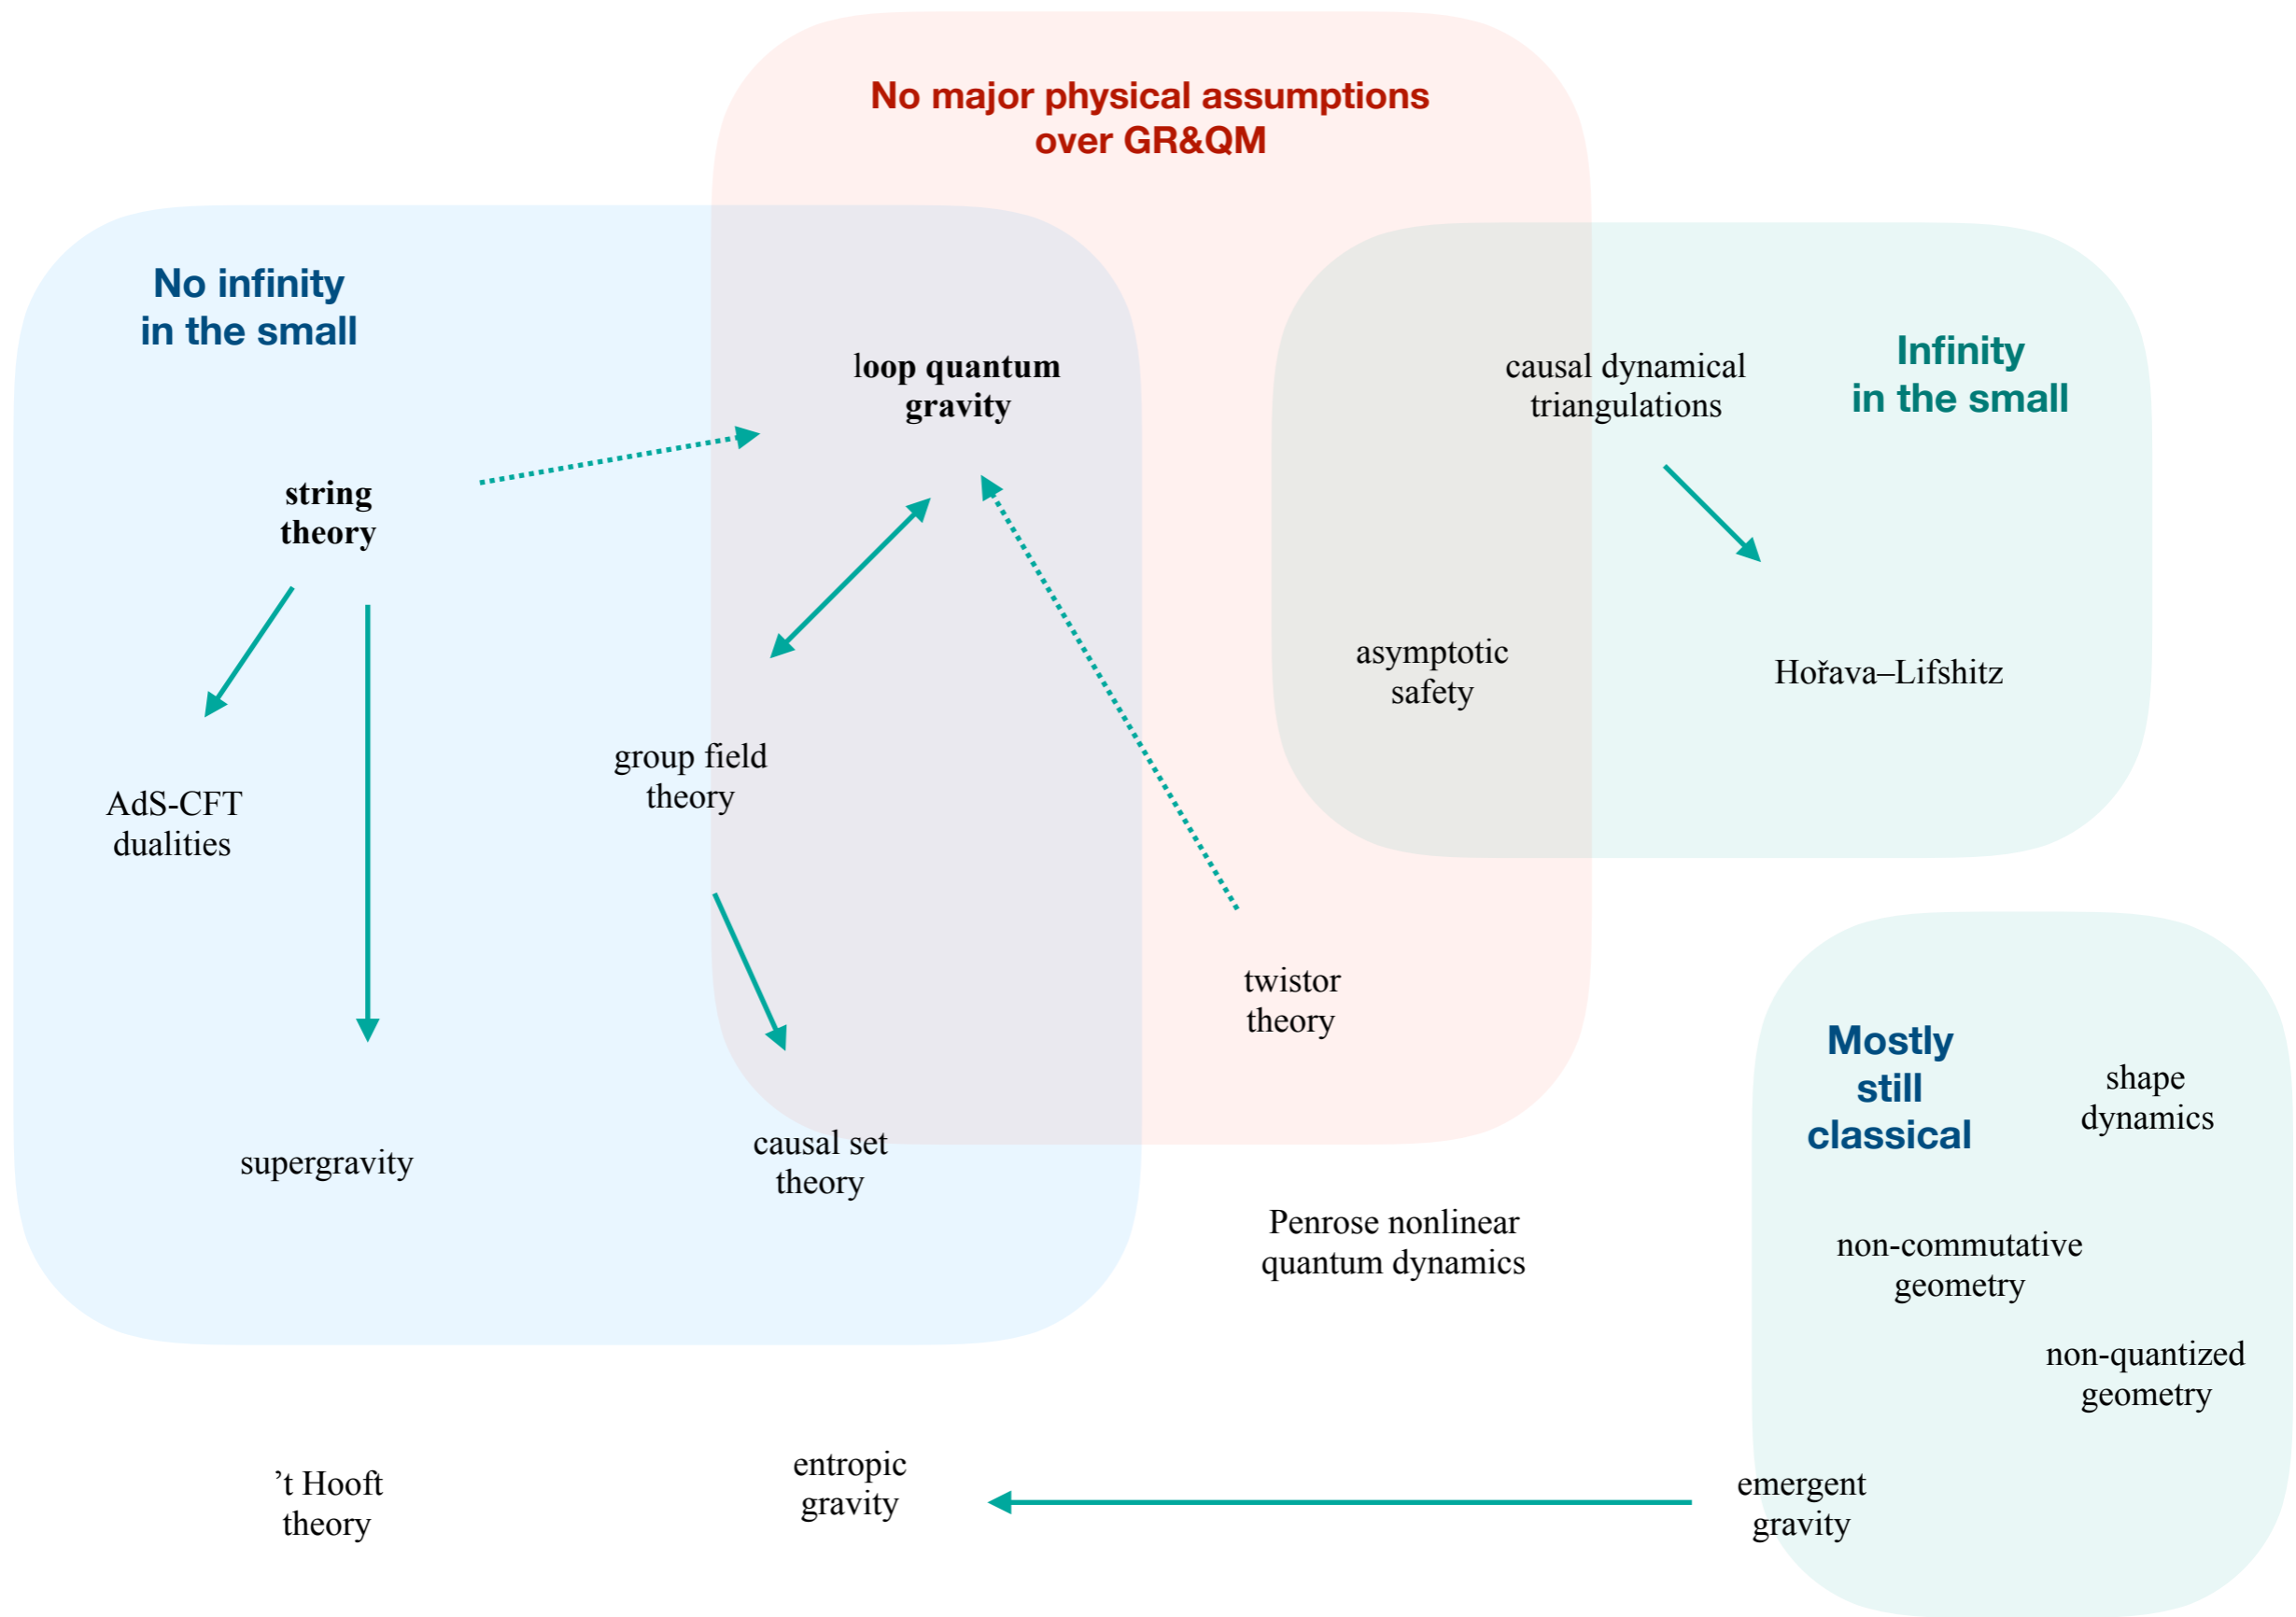 No major physical assumptions
over GR&QM
No infinity
in the small
loop quantum
gravity
causal dynamical
triangulations
Infinity
in the small
string
theory
asymptotic
safety
Hořava–Lifshitz
group field
theory
AdS-CFT
dualities
twistor
theory
Mostly
still
classical
shape
dynamics
supergravity
causal set
theory
Penrose nonlinear
quantum dynamics
non-commutative
geometry
non-quantized
geometry
’t Hooft
theory
entropic
gravity
emergent
gravity